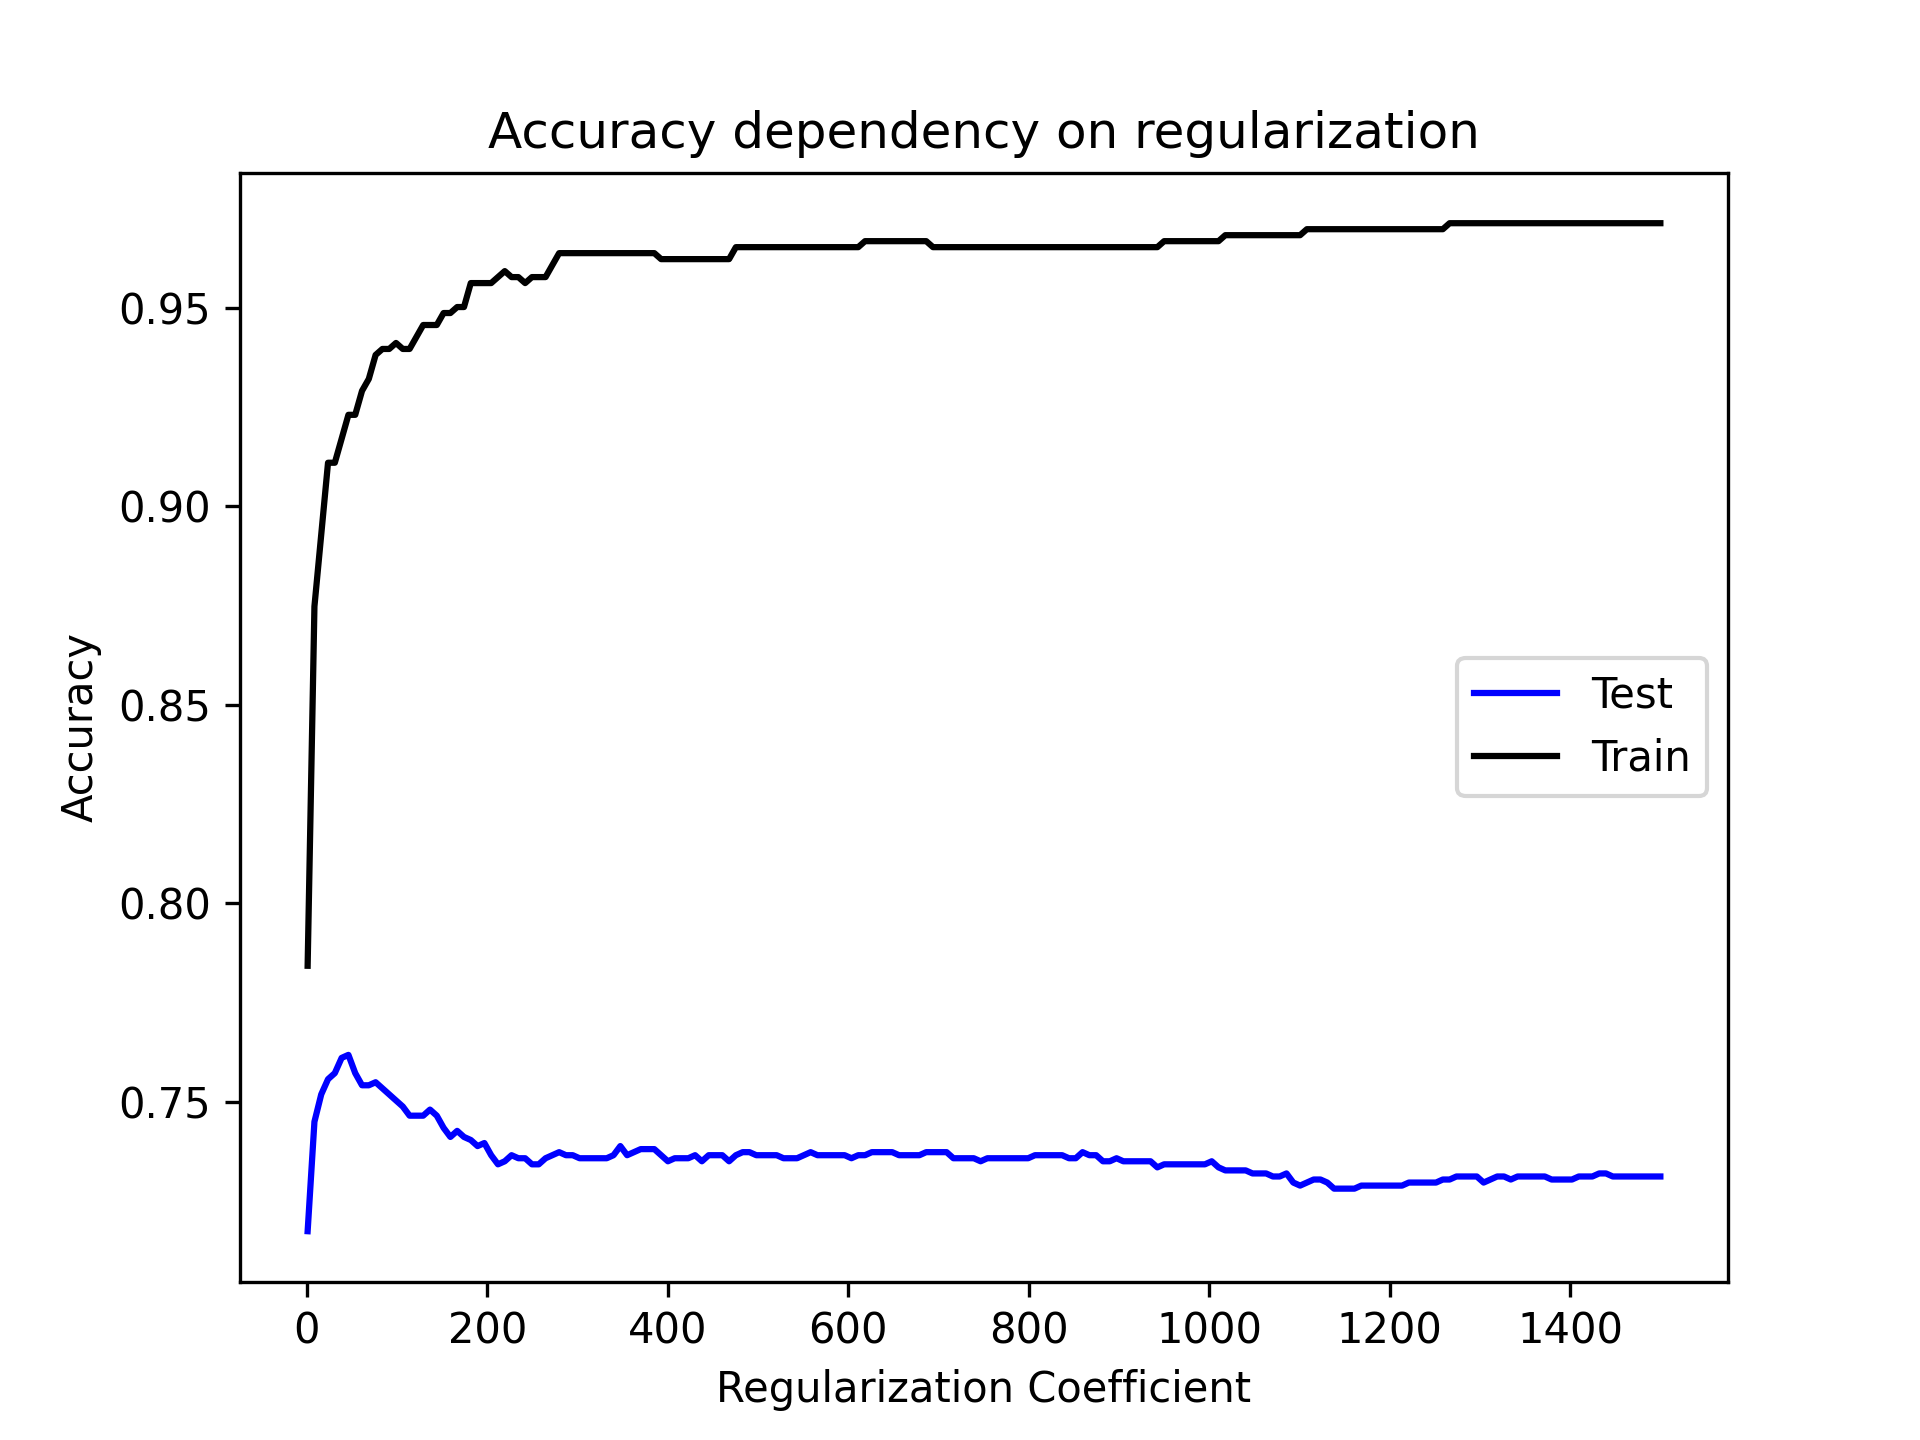 Accuracy dependency on regularization
Accuracy
0.95
0.90
0.85
0.80
0.75
Test
Train
0 200 400 600 800 1000 1200 1400
Regularization Coefficient